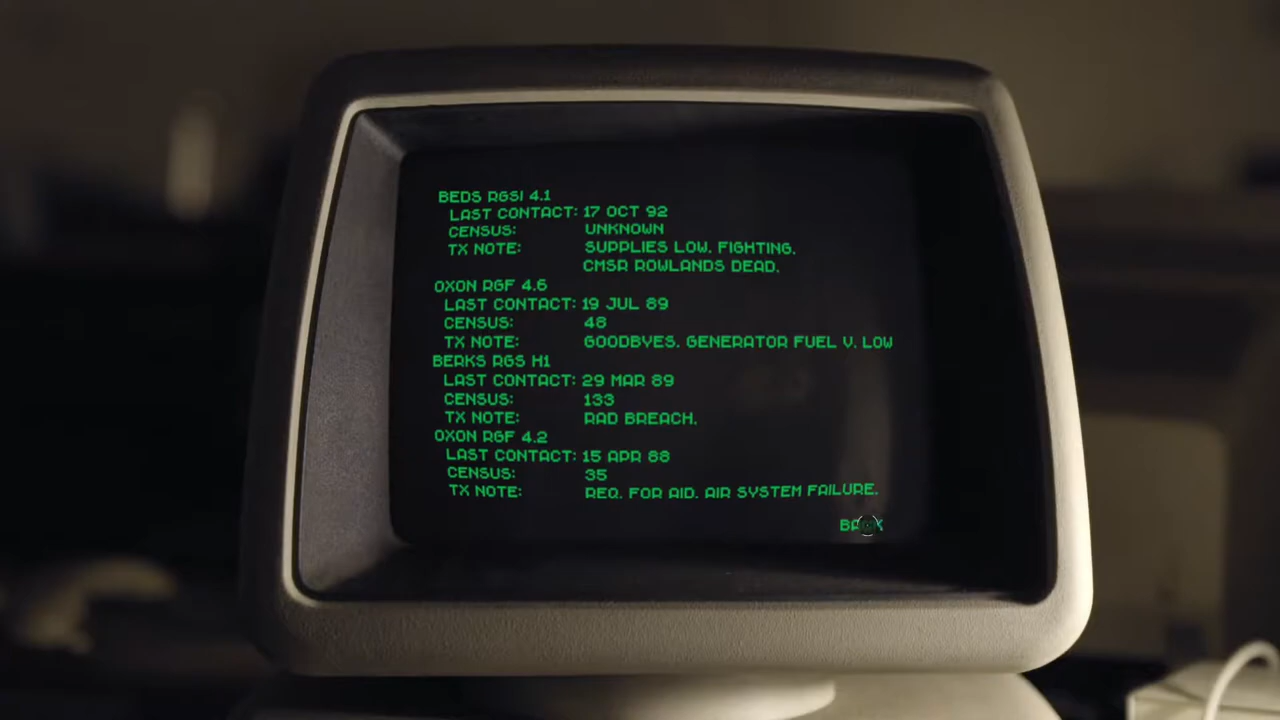 BEDS RGSI 4.1
LAST CONTACT: 17 OCT 92
CENSUS: UNKNOWN
TX NOTE: SUPPLIES LOW. FIGHTING.
CMSR ROWLANDS DEAD.
OXON RGF 4.6
LAST CONTACT: 19 JUL 89
CENSUS: 48
TX NOTE: GOODBYES. GENERATOR FUEL V. LOW
BERKS RGS H1
LAST CONTACT: 29 MAR 89
CENSUS: 133
TX NOTE: RAD BREACH.
OXON RGF 4.2
LAST CONTACT: 15 APR 88
CENSUS: 35
TX NOTE: REQ. FOR AID. AIR SYSTEM FAILURE.
BACK